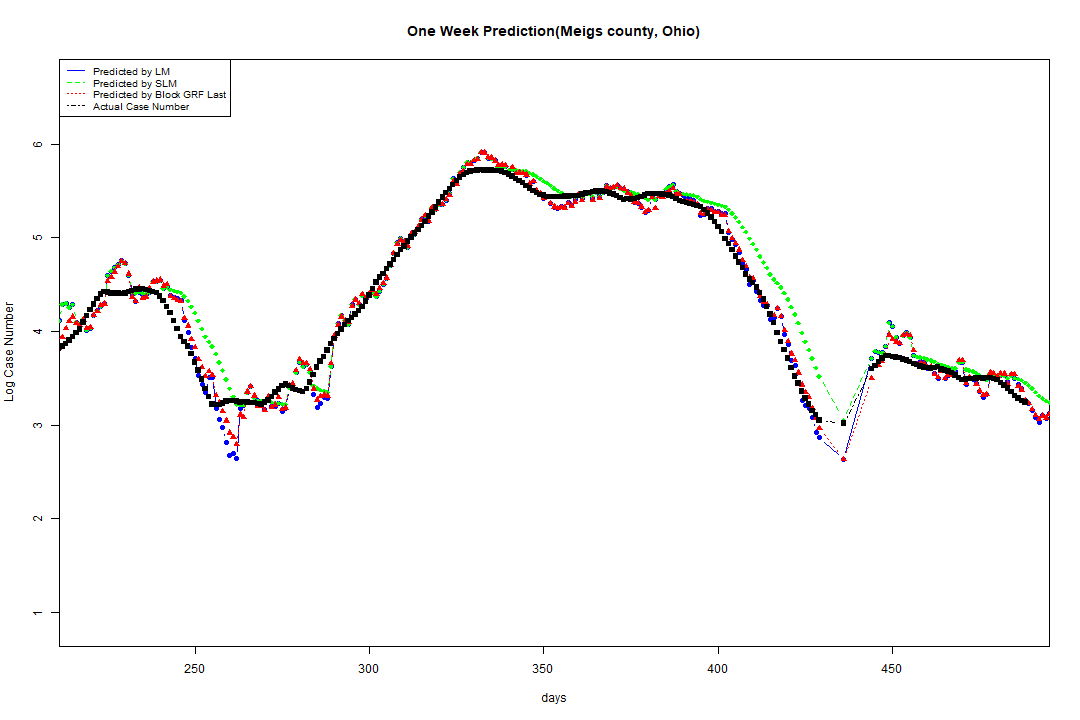 One Week Prediction(Meigs county, Ohio)
Predicted by LM
Predicted by SLM
Predicted by Block GRF Last
Actual Case Number
Log Case Number
6
5
4
3
2
1
250 300 350 400 450
days